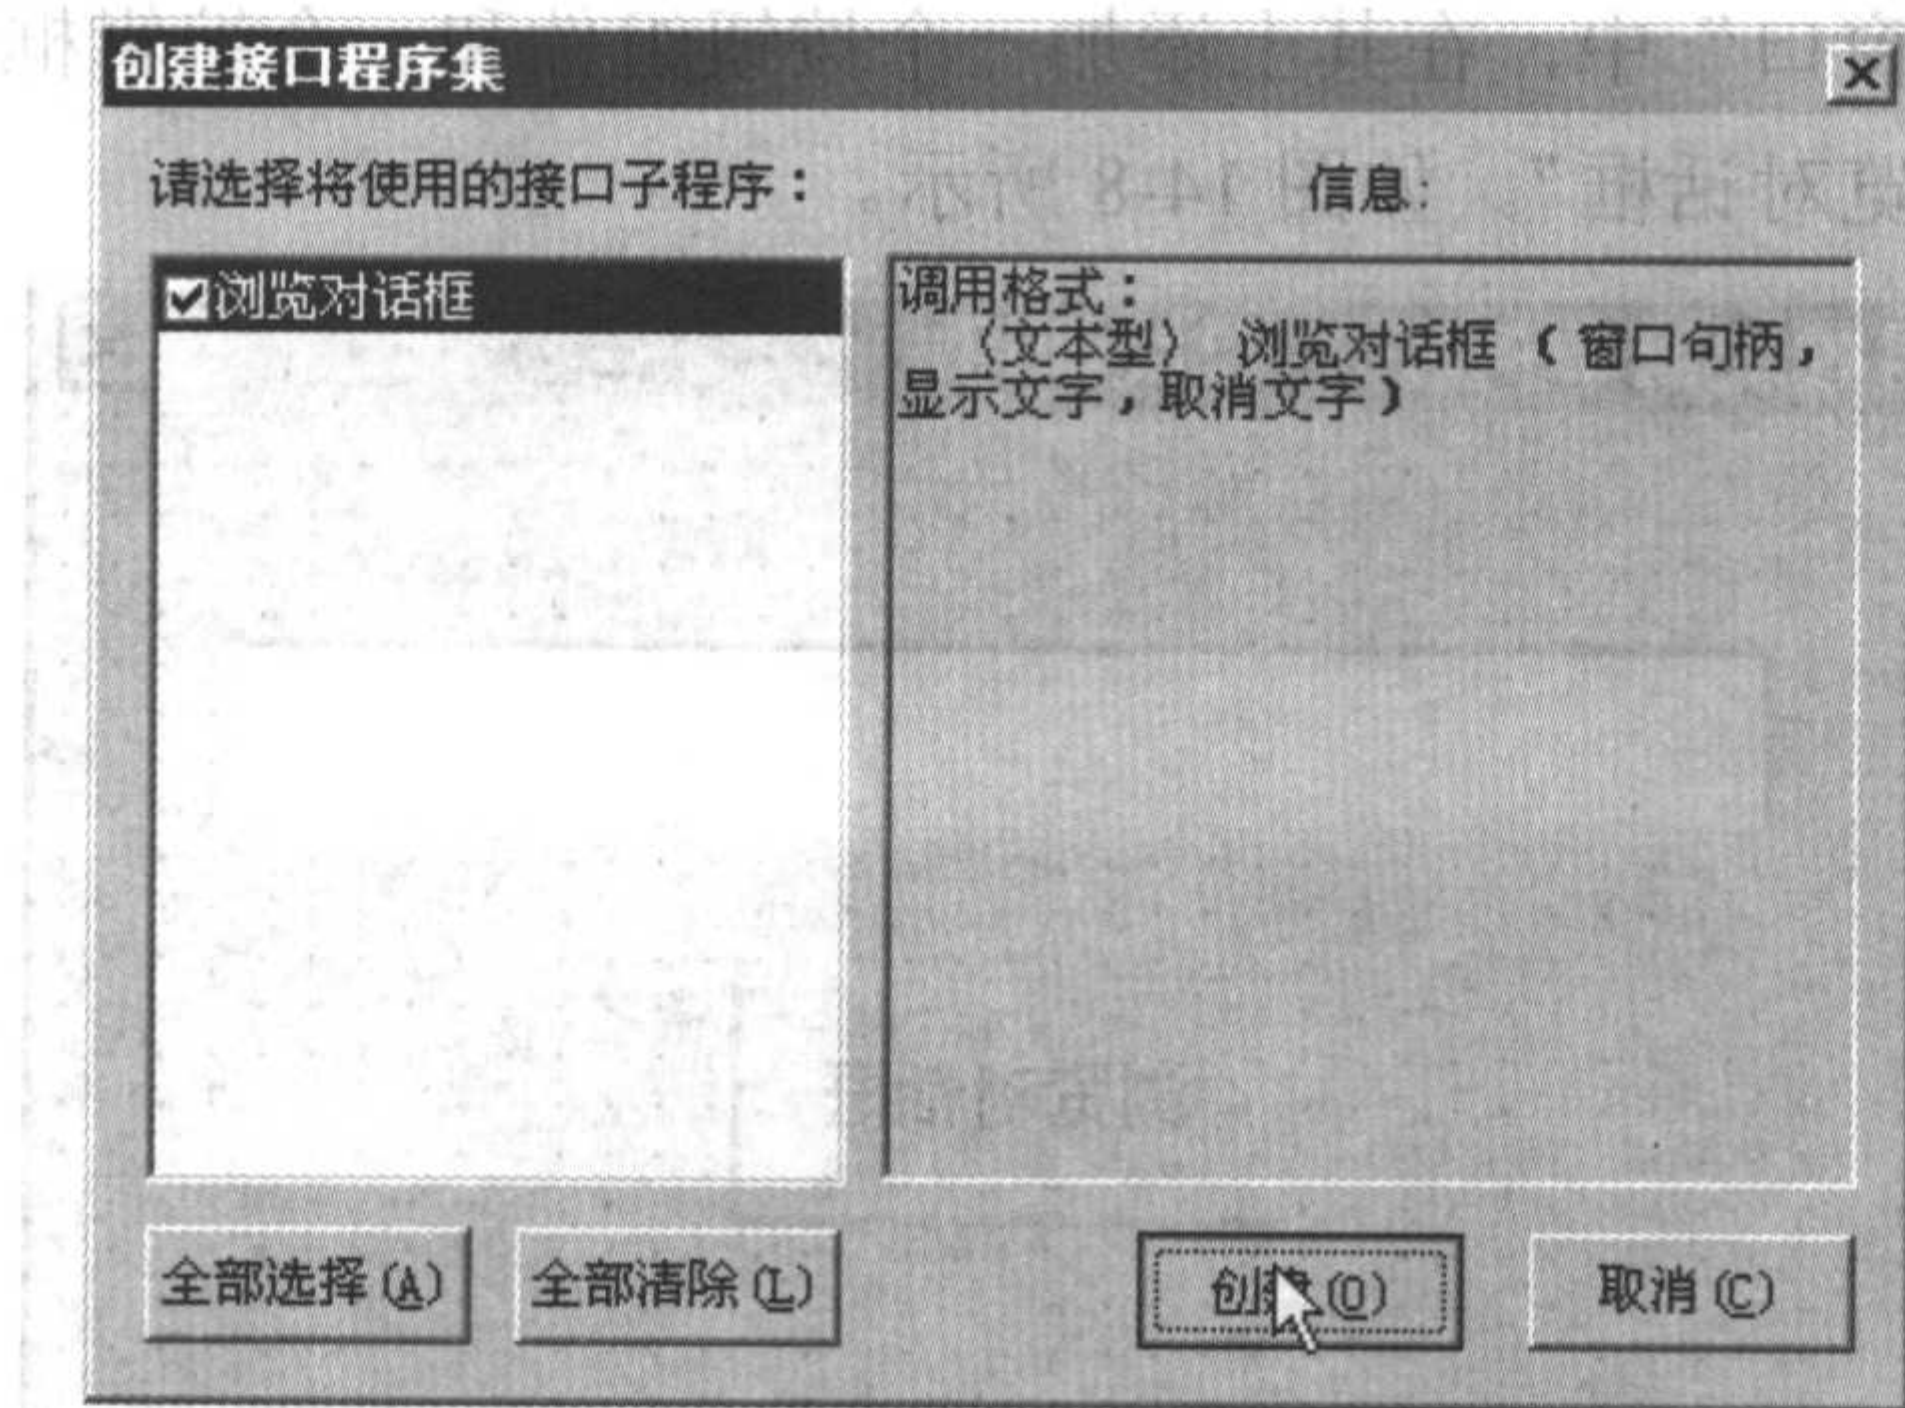 创建接口程序集
请选择将使用的接口子程序：
信息：
浏览对话框
调用格式：
〈文本型〉 浏览对话框 （窗口句柄，
显示文字，取消文字）
全部选择(A)
全部清除(L)
创建(O)
取消(C)